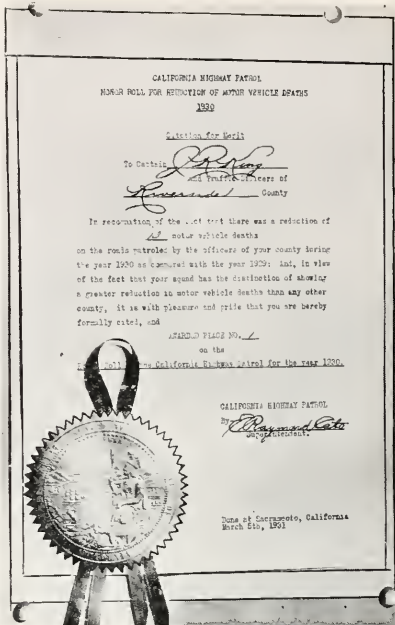 CALIFORNIA HIGHWAY PATROL
HONOR ROLL FOR REDUCTION OF MOTOR VEHICLE DEATHS
1930
Citation for Merit
To Captain J R King
and Traffic Officers of
Riverside County
In recognition of the fact that there was a reduction of
motor vehicle deaths
on the roads patroled by the officers of your county during
the year 1930 as compared with the year 1929; And, in view
of the fact that your squad has the distinction of showing
a greater reduction in motor vehicle deaths than any other
county, it is with pleasure and pride that you are hereby
formally cited, and
AWARDED PLACE NO. 1
on the
Roll California Highway Patrol for the year 1930.
CALIFORNIA HIGHWAY PATROL
By E Raymond Cato
Superintendent.
Done at Sacramento, California
March 5th, 1931